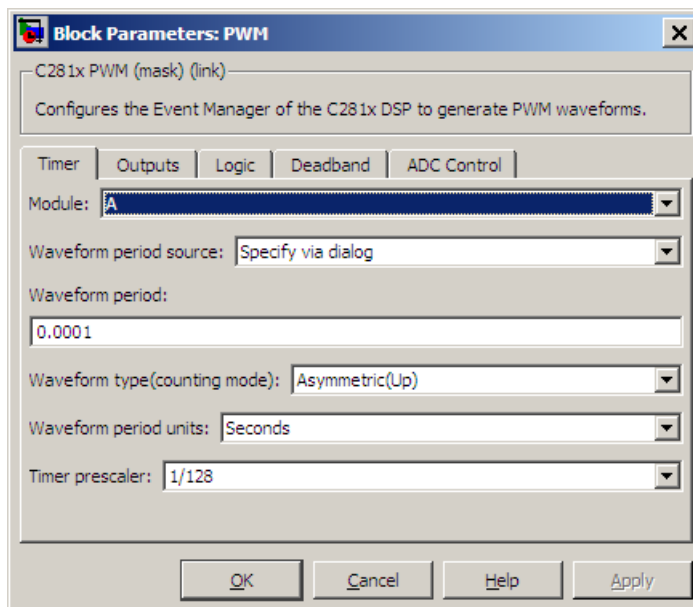 Block Parameters: PWM
C281x PWM (mask) (link)
Configures the Event Manager of the C281x DSP to generate PWM waveforms.
Timer Outputs Logic Deadband ADC Control
Module: A
Waveform period source: Specify via dialog
Waveform period:
0.0001
Waveform type(counting mode): Asymmetric(Up)
Waveform period units: Seconds
Timer prescaler: 1/128
OK Cancel Help Apply